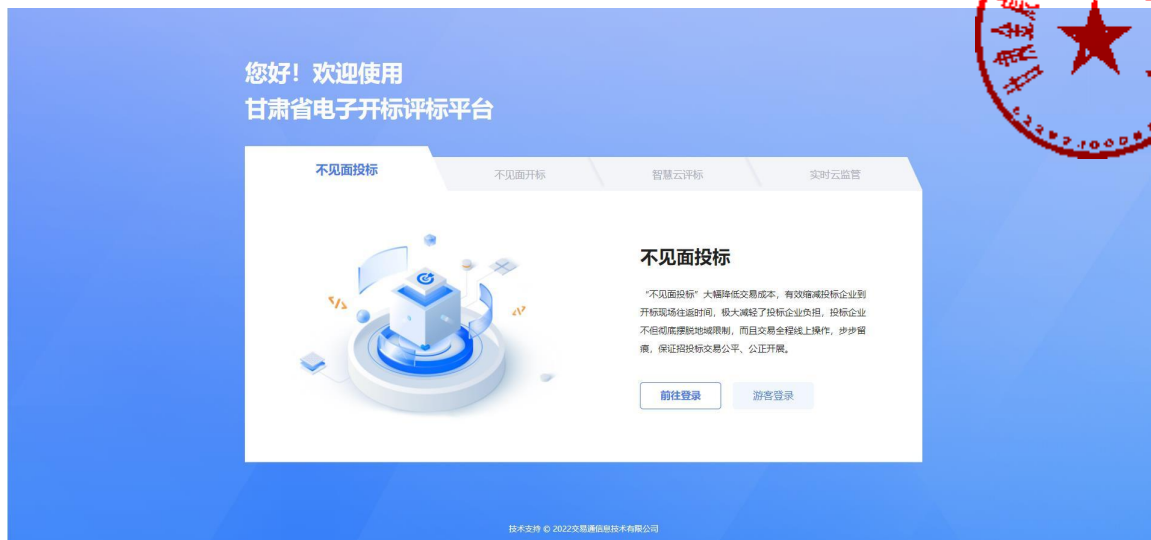 您好！欢迎使用
甘肃省电子开标评标平台
不见面投标
不见面开标
智慧云评标
实时云监管
不见面投标
“不见面投标”大幅降低交易成本，有效缩减投标企业到
开标现场往返时间，极大减轻了投标企业负担，投标企业
不但彻底摆脱地域限制，而且交易全程线上操作，步步留
痕，保证招投标交易公平、公正开展。
前往登录
游客登录
技术支持 © 2022交易通信息技术有限公司